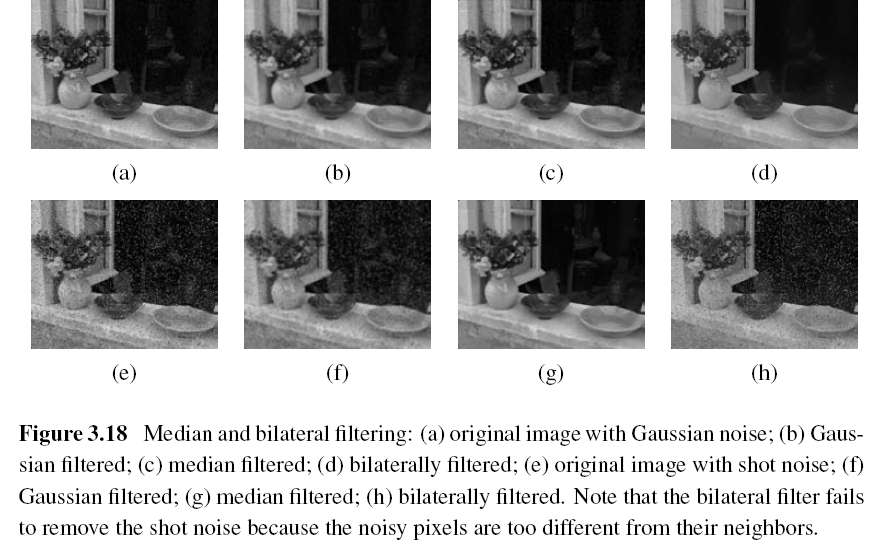 (a) (b) (c) (d)
(e) (f) (g) (h)
Figure 3.18 Median and bilateral filtering: (a) original image with Gaussian noise; (b) Gaus-
sian filtered; (c) median filtered; (d) bilaterally filtered; (e) original image with shot noise; (f)
Gaussian filtered; (g) median filtered; (h) bilaterally filtered. Note that the bilateral filter fails
to remove the shot noise because the noisy pixels are too different from their neighbors.